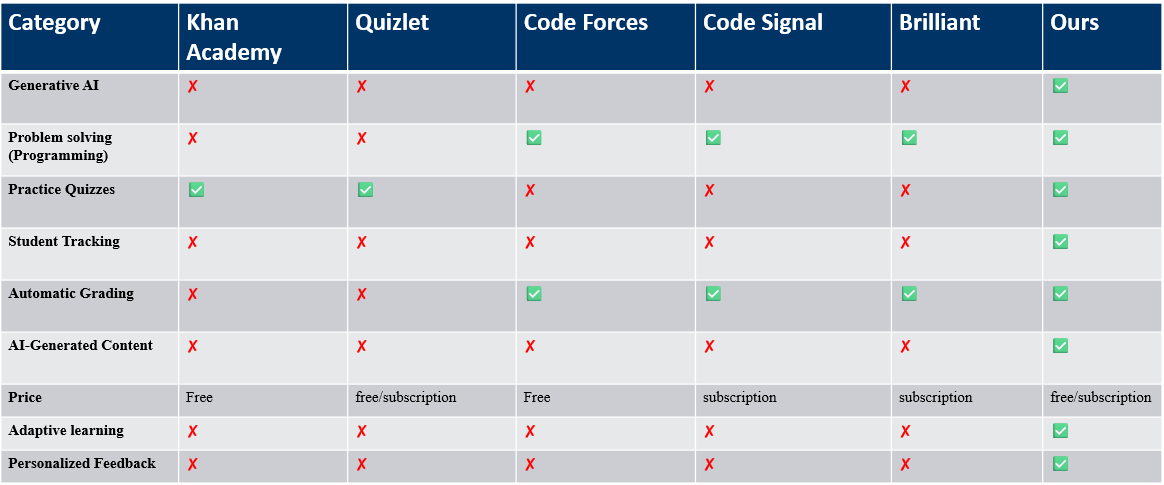 Category Khan Academy Quizlet Code Forces Code Signal Brilliant Ours
Generative AI ✗ ✗ ✗ ✗ ✗ ✅
Problem solving (Programming) ✗ ✗ ✅ ✅ ✅ ✅
Practice Quizzes ✅ ✅ ✗ ✗ ✗ ✅
Student Tracking ✗ ✗ ✗ ✗ ✗ ✅
Automatic Grading ✗ ✗ ✅ ✅ ✅ ✅
AI-Generated Content ✗ ✗ ✗ ✗ ✗ ✅
Price Free free/subscription Free subscription subscription free/subscription
Adaptive learning ✗ ✗ ✗ ✗ ✗ ✅
Personalized Feedback ✗ ✗ ✗ ✗ ✗ ✅